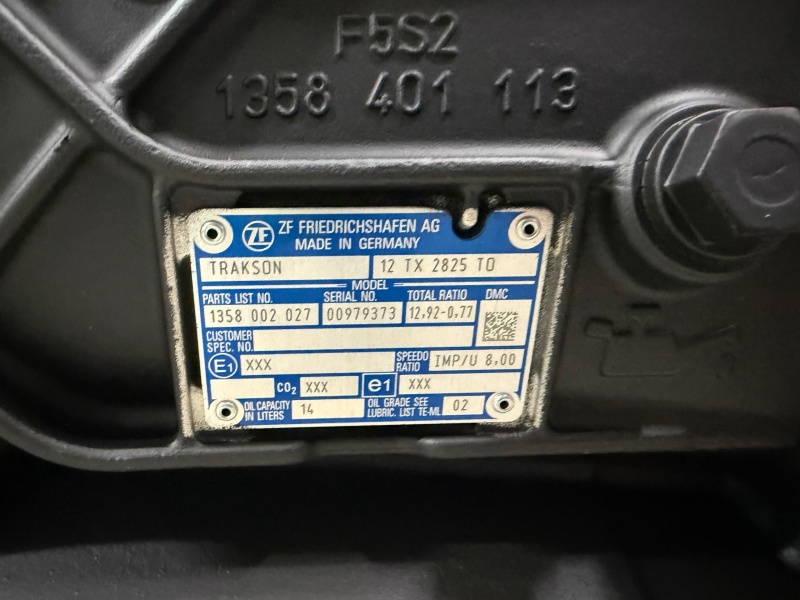 F5S2
1358 401 113
ZF ZF FRIEDRICHSHAFEN AG
MADE IN GERMANY
TRAKSON 12 TX 2825 TO
MODEL
PARTS LIST NO. SERIAL NO. TOTAL RATIO DMC
1358 002 027 00979373 12,92-0,77
CUSTOMER
SPEC. NO.
E1 XXX SPEEDO
RATIO IMP/U 8,00
CO2 XXX e1 XXX
OIL CAPACITY
IN LITERS 14 OIL GRADE SEE
LUBRIC. LIST TE-ML 02